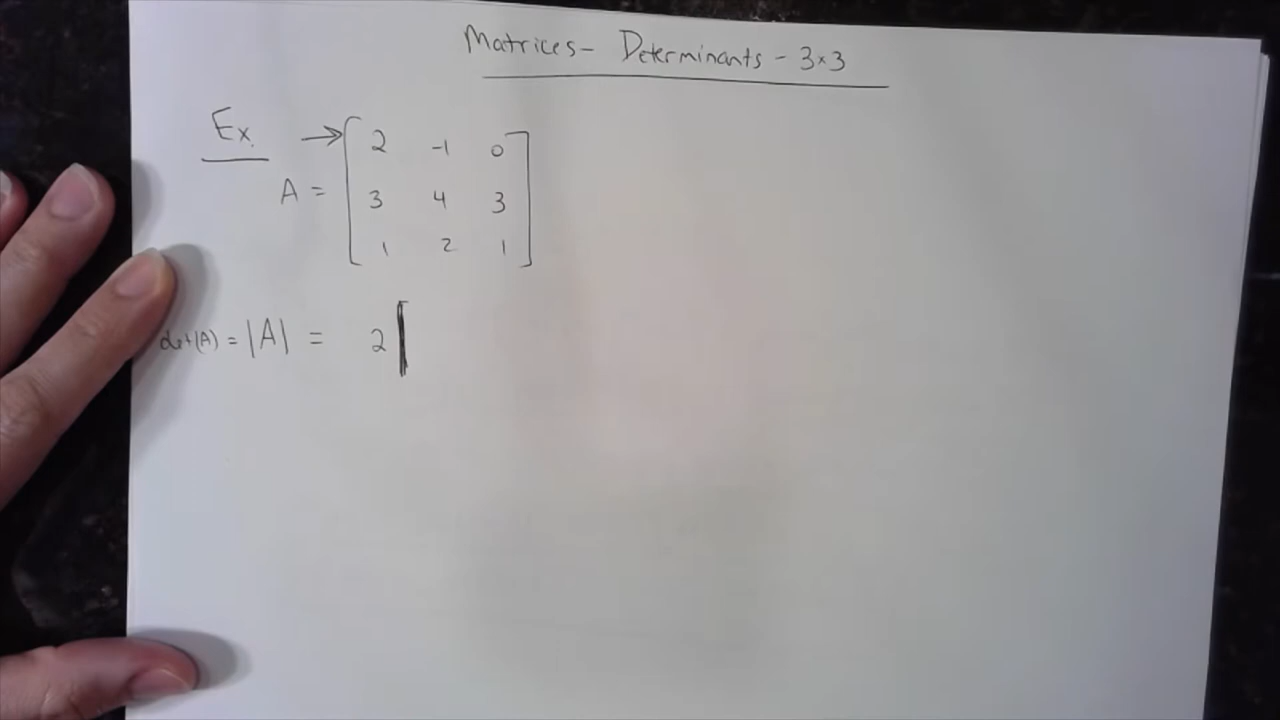 Matrices - Determinants - 3×3
Ex. →
A = [ 2 -1 0
3 4 3
1 2 1 ]
det(A) = |A| = 2|